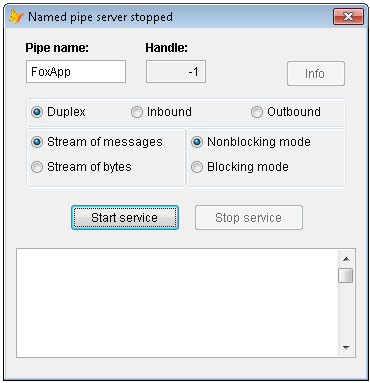 Named pipe server stopped
Pipe name: Handle:
FoxApp -1 Info
Duplex Inbound Outbound
Stream of messages Nonblocking mode
Stream of bytes Blocking mode
Start service Stop service